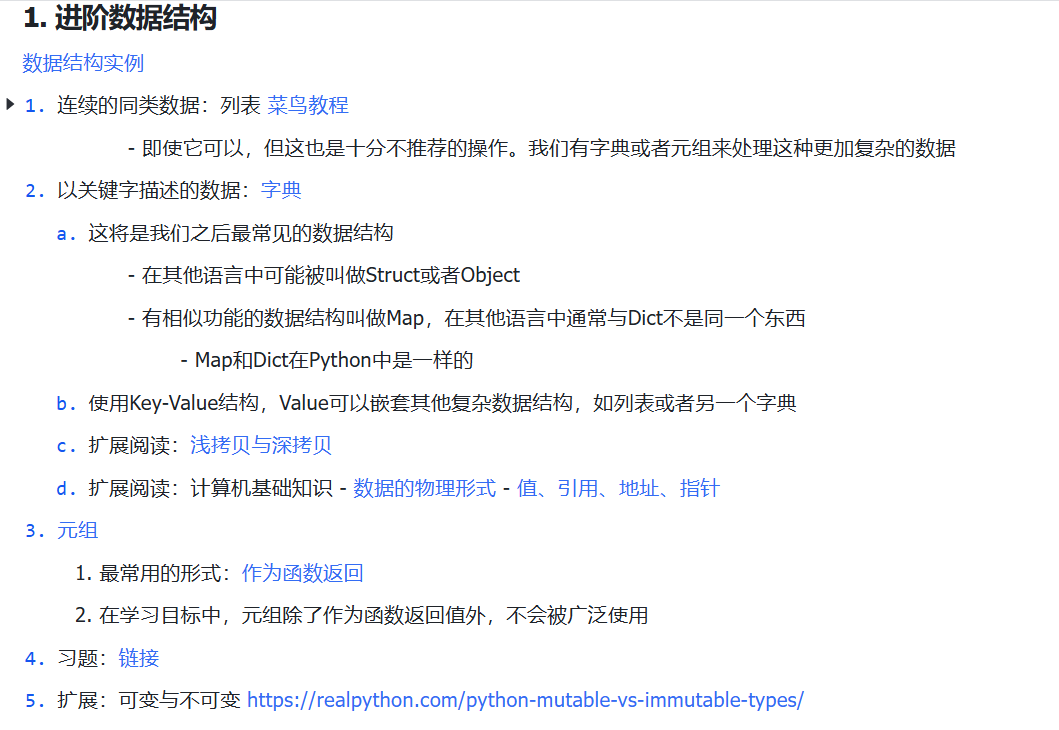 1. 进阶数据结构
数据结构实例
1. 连续的同类数据：列表 菜鸟教程
- 即使它可以，但这也是十分不推荐的操作。我们有字典或者元组来处理这种更加复杂的数据
2. 以关键字描述的数据：字典
a. 这将是我们之后最常见的数据结构
- 在其他语言中可能被叫做Struct或者Object
- 有相似功能的数据结构叫做Map，在其他语言中通常与Dict不是同一个东西
- Map和Dict在Python中是一样的
b. 使用Key-Value结构，Value可以嵌套其他复杂数据结构，如列表或者另一个字典
c. 扩展阅读：浅拷贝与深拷贝
d. 扩展阅读：计算机基础知识 - 数据的物理形式 - 值、引用、地址、指针
3. 元组
1. 最常用的形式：作为函数返回
2. 在学习目标中，元组除了作为函数返回值外，不会被广泛使用
4. 习题：链接
5. 扩展：可变与不可变 https://realpython.com/python-mutable-vs-immutable-types/